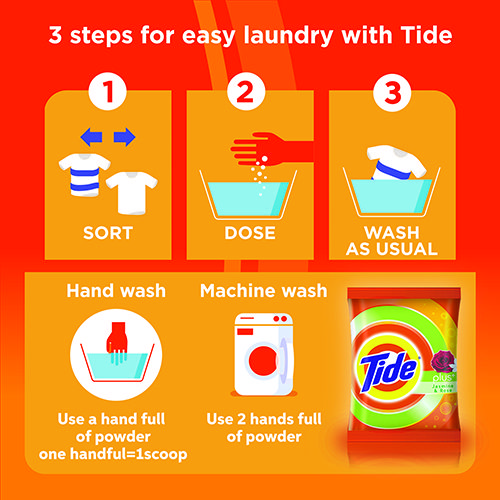 3 steps for easy laundry with Tide
1
2
3
SORT
DOSE
WASH
AS USUAL
Hand wash
Use a hand full
of powder
one handful=1scoop
Machine wash
Use 2 hands full
of powder
Tide
plus
Jasmine
& Rose